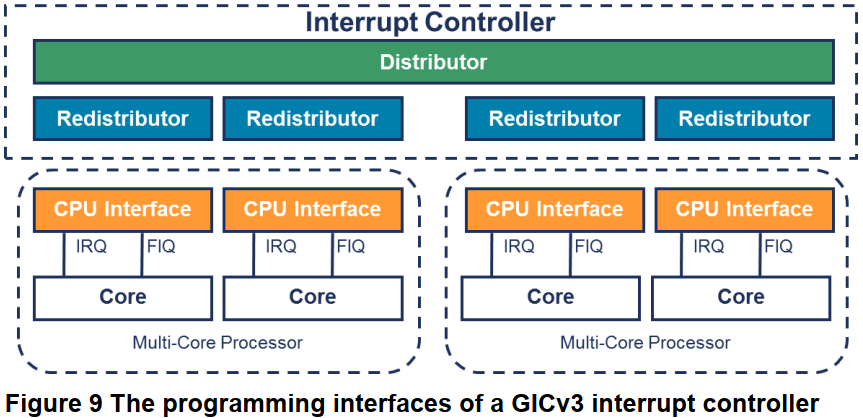 Interrupt Controller
Distributor
Redistributor Redistributor Redistributor Redistributor
CPU Interface CPU Interface CPU Interface CPU Interface
IRQ FIQ IRQ FIQ IRQ FIQ IRQ FIQ
Core Core Core Core
Multi-Core Processor Multi-Core Processor
Figure 9 The programming interfaces of a GICv3 interrupt controller